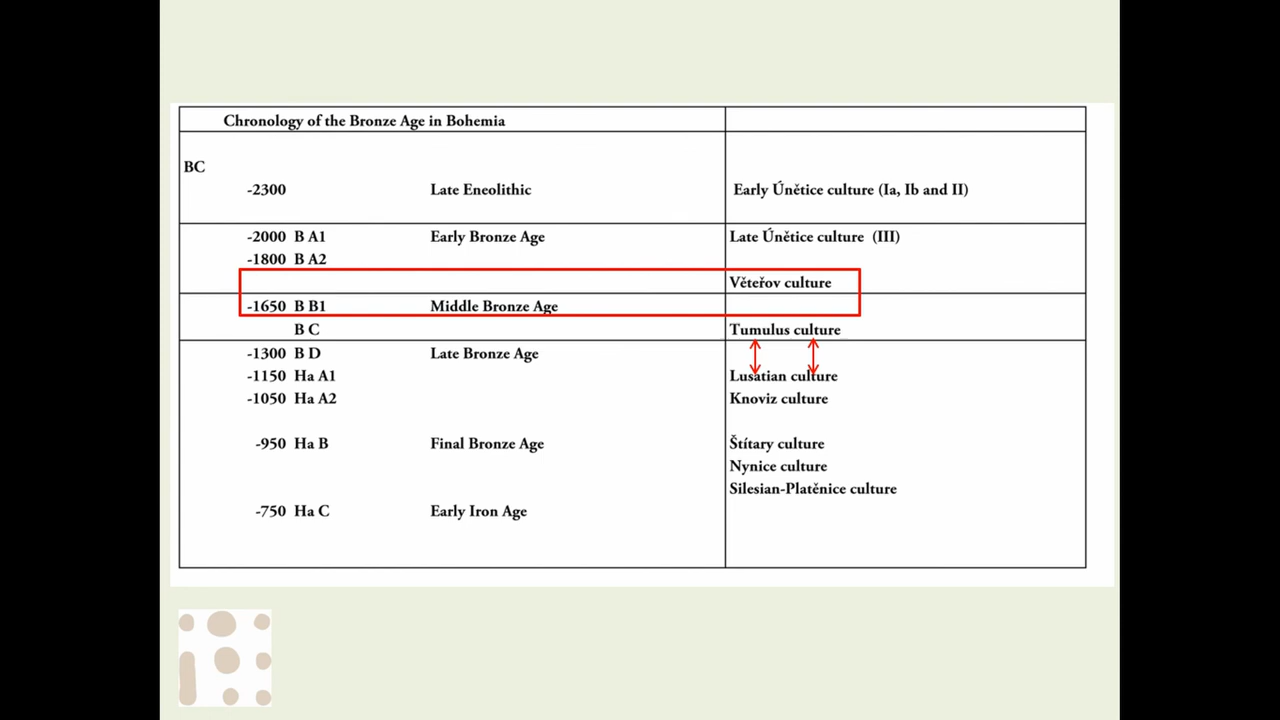 Chronology of the Bronze Age in Bohemia
BC
-2300 Late Eneolithic Early Únětice culture (Ia, Ib and II)
-2000 B A1 Early Bronze Age Late Únětice culture (III)
-1800 B A2
Věteřov culture
-1650 B B1 Middle Bronze Age
B C Tumulus culture
-1300 B D Late Bronze Age
-1150 Ha A1 Lusatian culture
-1050 Ha A2 Knoviz culture
-950 Ha B Final Bronze Age Štítary culture
Nynice culture
Silesian-Platěnice culture
-750 Ha C Early Iron Age